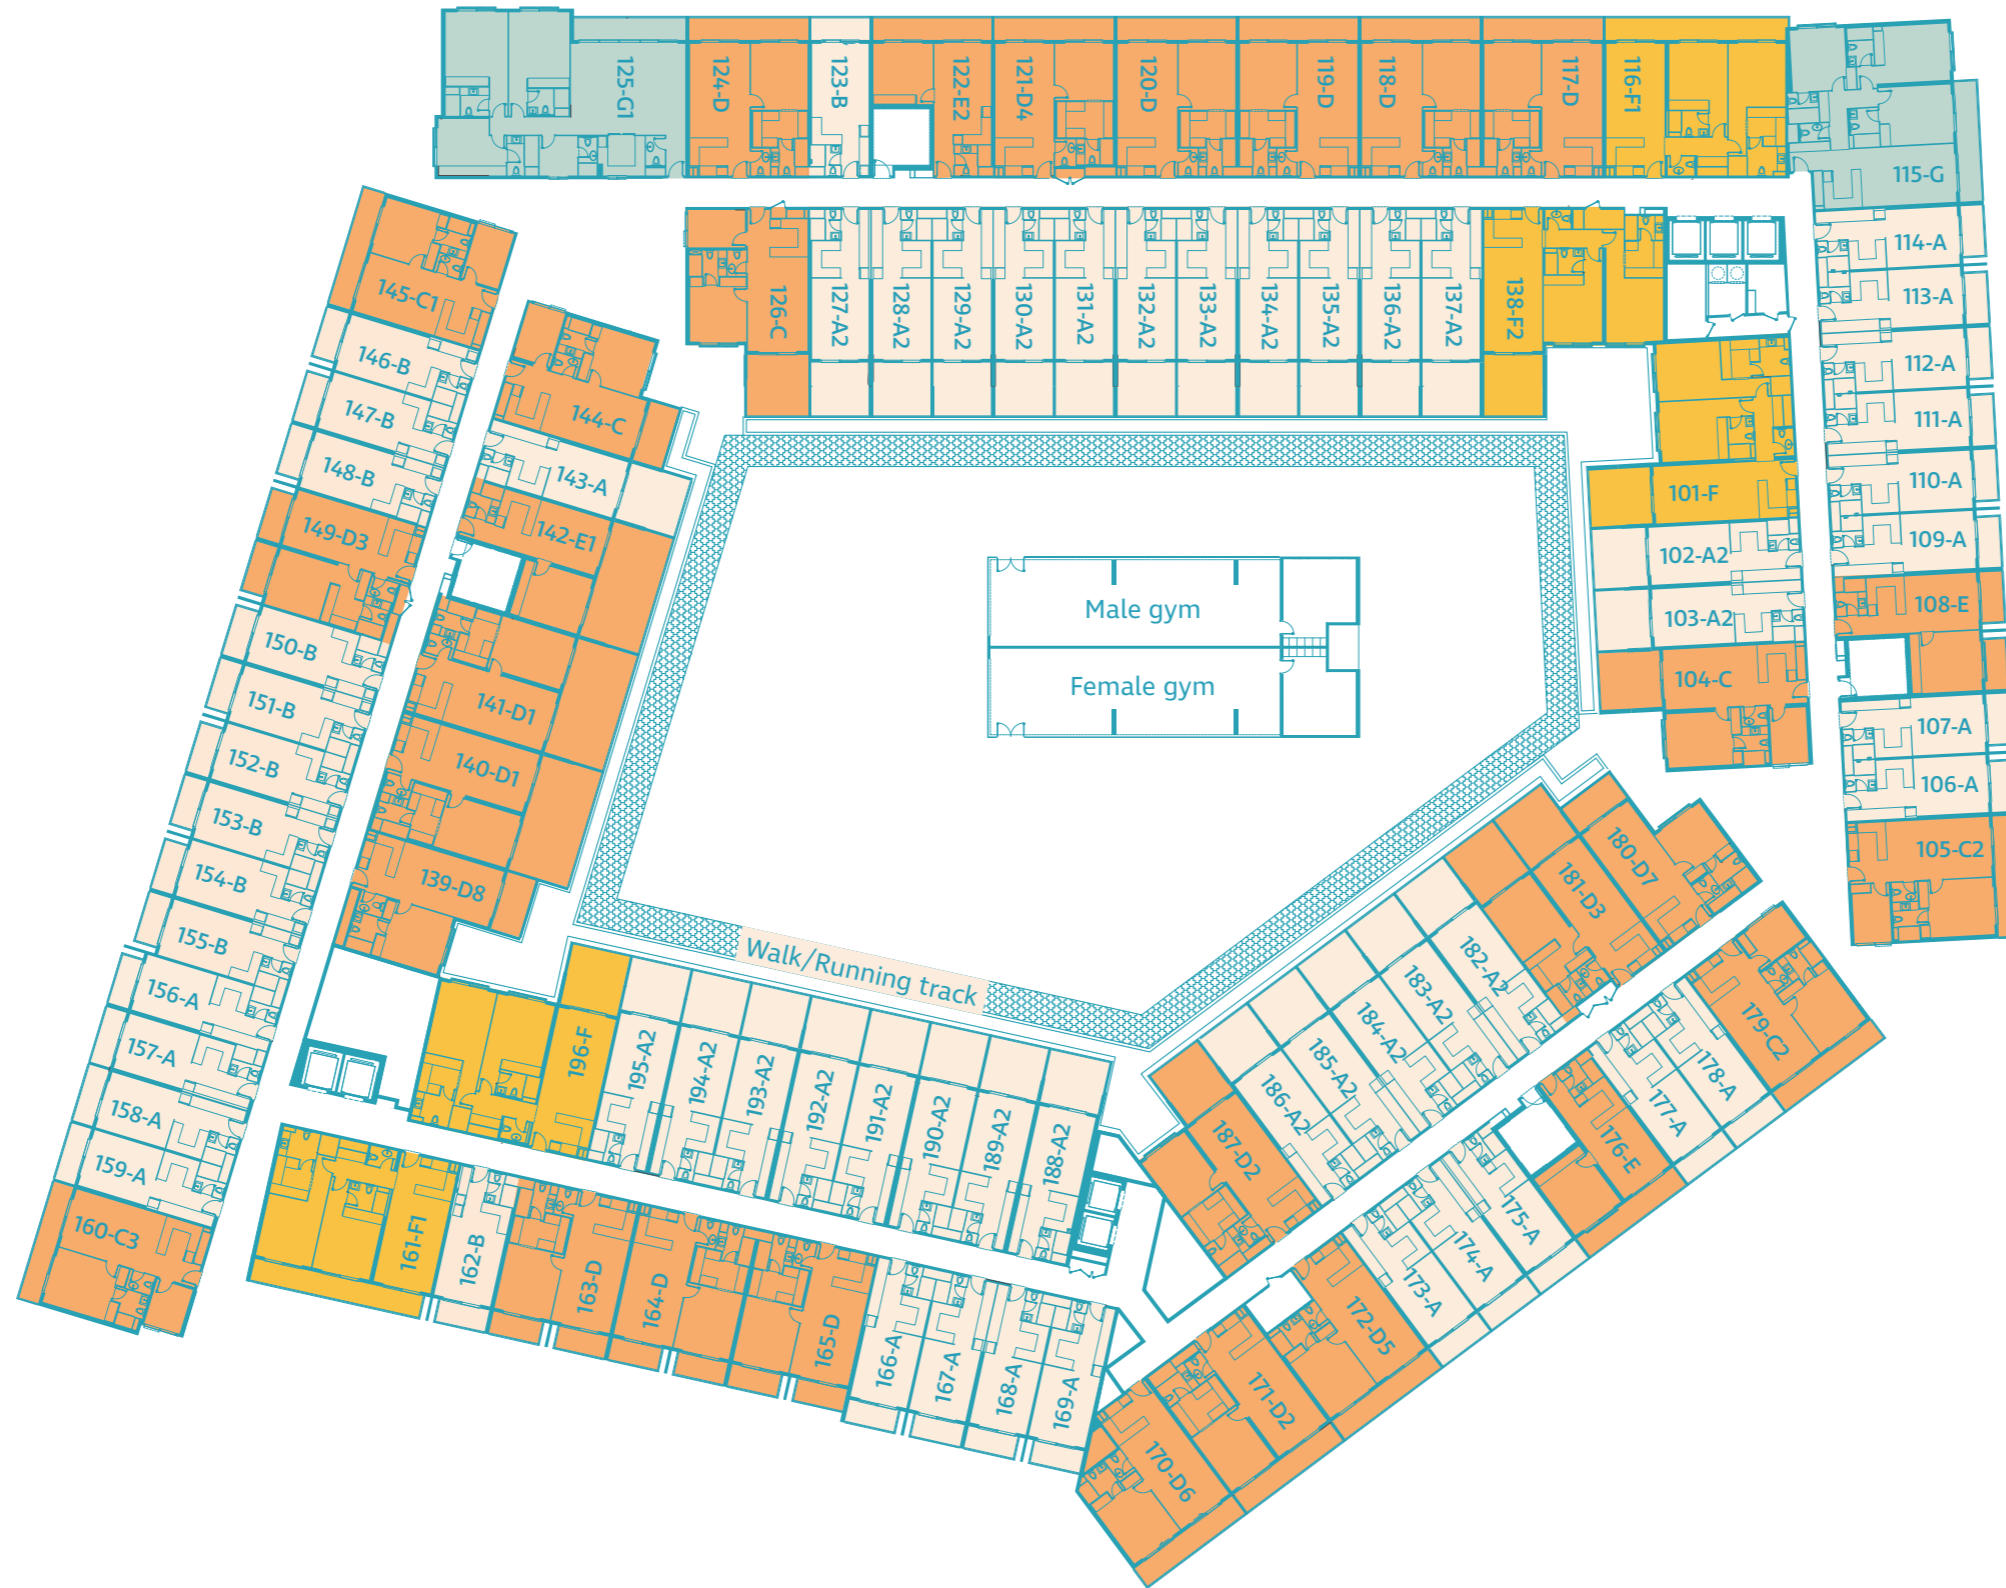 125-G1
124-D
123-B
122-E2
121-D4
120-D
119-D
118-D
117-D
116-F1
115-G
114-A
113-A
112-A
111-A
110-A
109-A
108-E
107-A
106-A
105-C2
126-C
127-A2
128-A2
129-A2
130-A2
131-A2
132-A2
133-A2
134-A2
135-A2
136-A2
137-A2
138-F2
101-F
102-A2
103-A2
104-C
145-C1
146-B
147-B
148-B
149-D3
150-B
151-B
152-B
153-B
154-B
155-B
156-A
157-A
158-A
159-A
160-C3
144-C
143-A
142-E1
141-D1
140-D1
139-D8
Male gym
Female gym
Walk/Running track
196-F
195-A2
194-A2
193-A2
192-A2
191-A2
190-A2
189-A2
188-A2
187-D2
186-A2
185-A2
184-A2
183-A2
182-A2
181-D3
180-D7
179-C2
178-A
177-A
176-E
175-A
174-A
173-A
172-D5
171-D2
170-D6
161-F1
162-B
163-D
164-D
165-D
166-A
167-A
168-A
169-A